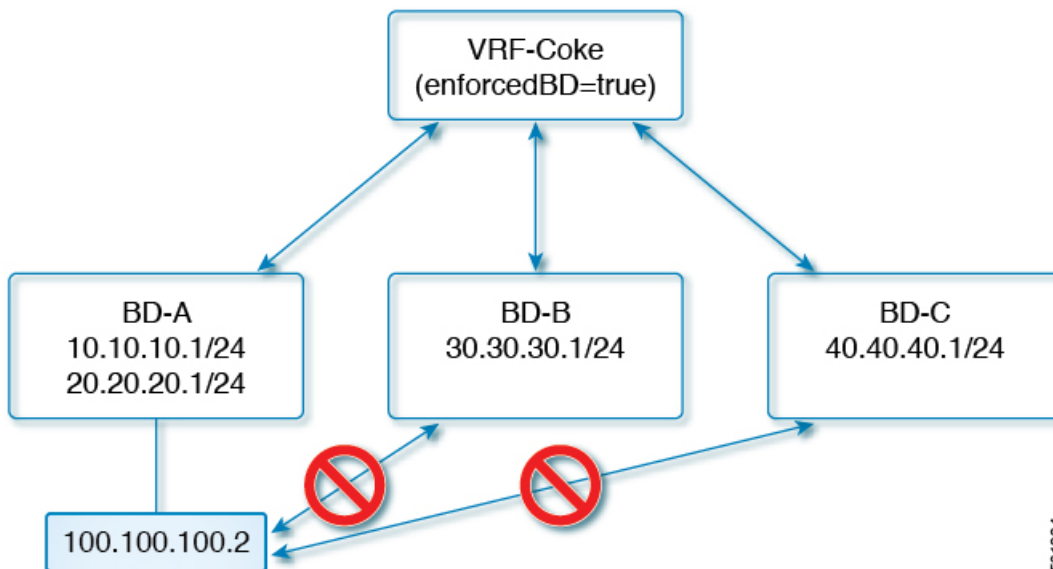 VRF-Coke
(enforcedBD=true)
BD-A
10.10.10.1/24
20.20.20.1/24
BD-B
30.30.30.1/24
BD-C
40.40.40.1/24
100.100.100.2